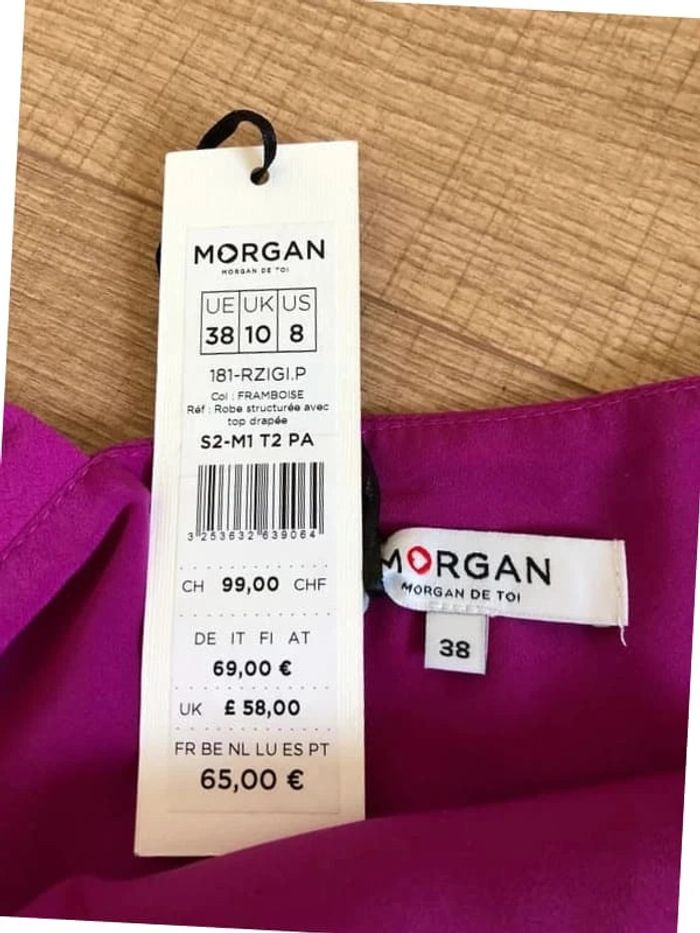 MORGAN
MORGAN DE TOI
UE UK US
38 10 8
181-RZIGI.P
Col : FRAMBOISE
Réf : Robe structurée avec
top drapée
S2-M1 T2 PA
3 253632 639064
CH 99,00 CHF
DE IT FI AT
69,00 €
UK £ 58,00
FR BE NL LU ES PT
65,00 €
MORGAN
MORGAN DE TOI
38